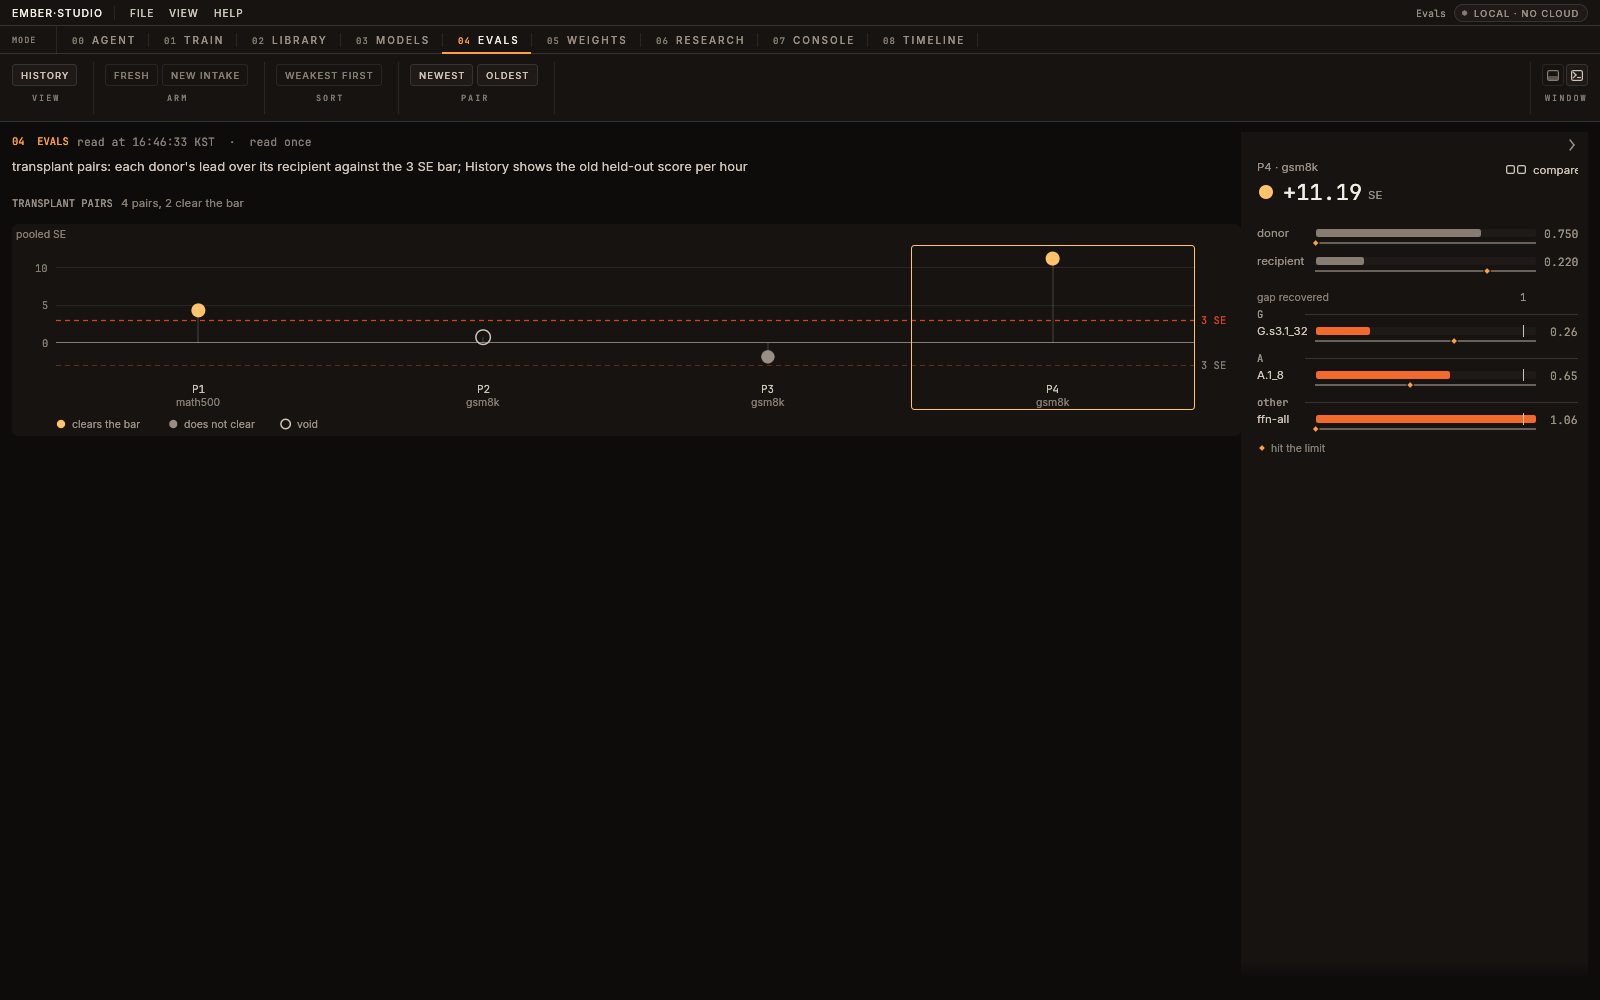 EMBER·STUDIO FILE VIEW HELP Evals LOCAL · NO CLOUD
MODE 00 AGENT 01 TRAIN 02 LIBRARY 03 MODELS 04 EVALS 05 WEIGHTS 06 RESEARCH 07 CONSOLE 08 TIMELINE
HISTORY FRESH NEW INTAKE WEAKEST FIRST NEWEST OLDEST
VIEW ARM SORT PAIR WINDOW
04 EVALS read at 16:46:33 KST · read once
transplant pairs: each donor's lead over its recipient against the 3 SE bar; History shows the old held-out score per hour
TRANSPLANT PAIRS 4 pairs, 2 clear the bar
pooled SE
10
5
3 SE
0
3 SE
P1 P2 P3 P4
math500 gsm8k gsm8k gsm8k
clears the bar does not clear void
P4 · gsm8k compare
+11.19 SE
donor 0.750
recipient 0.220
gap recovered 1
G
G.s3.1_32 0.26
A
A.1_8 0.65
other
ffn-all 1.06
hit the limit